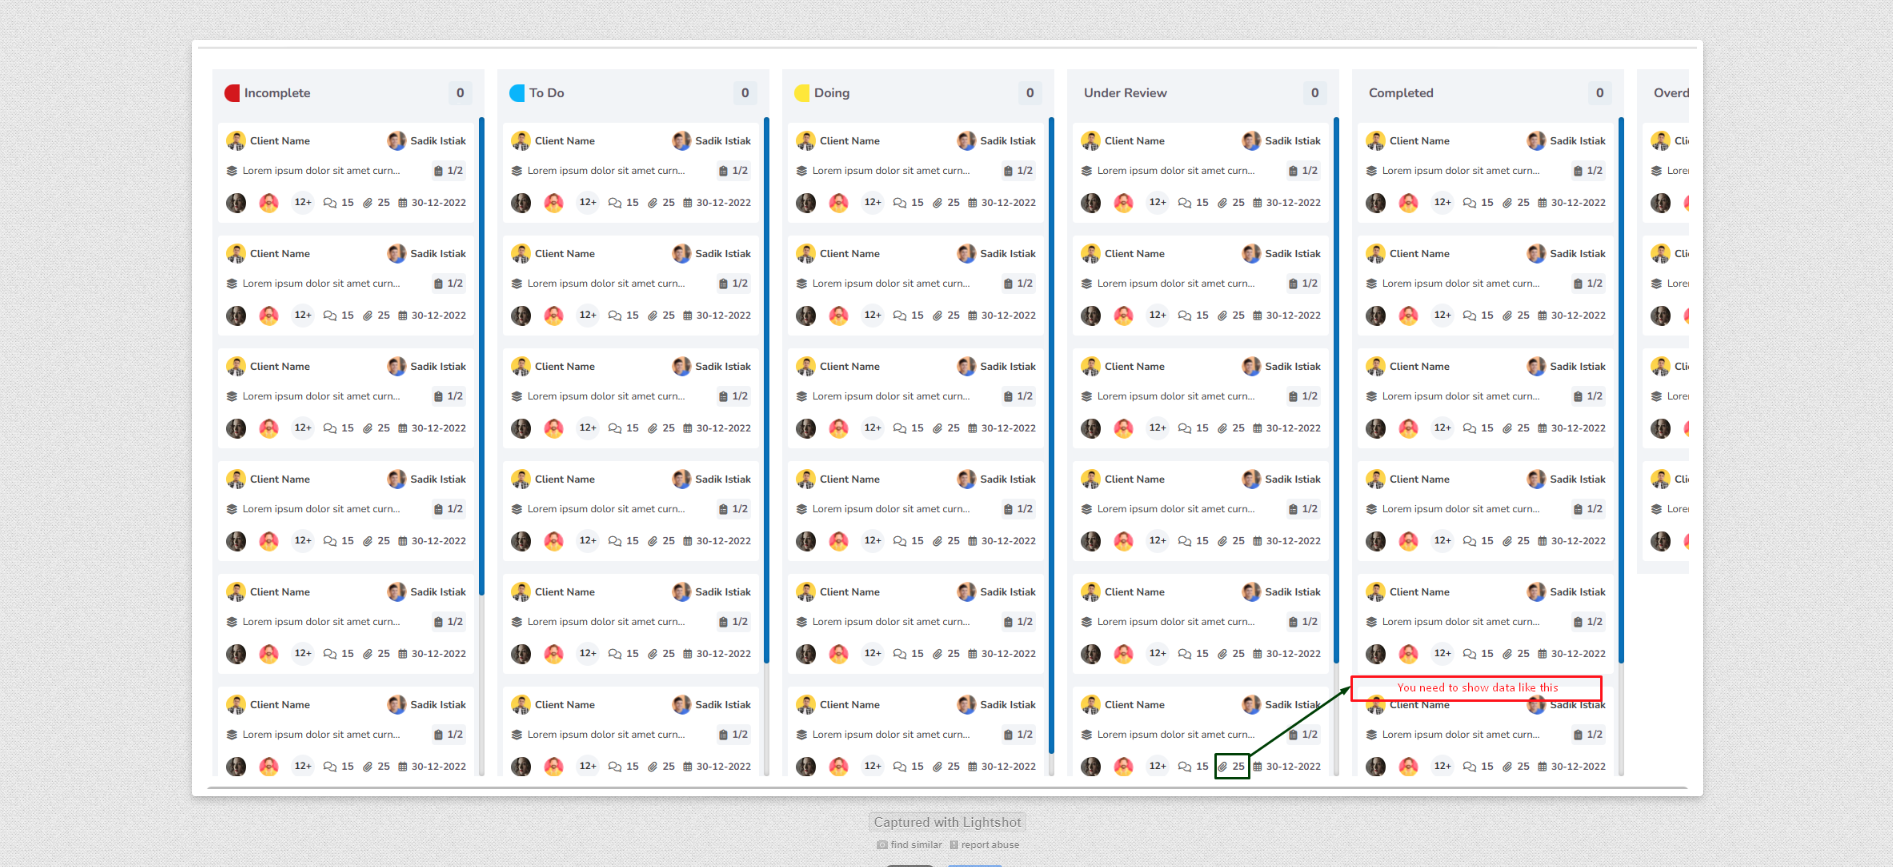 Incomplete 0
Client Name Sadik Istiak
Lorem ipsum dolor sit amet curn... 1/2
12+ 15 25 30-12-2022
Client Name Sadik Istiak
Lorem ipsum dolor sit amet curn... 1/2
12+ 15 25 30-12-2022
Client Name Sadik Istiak
Lorem ipsum dolor sit amet curn... 1/2
12+ 15 25 30-12-2022
Client Name Sadik Istiak
Lorem ipsum dolor sit amet curn... 1/2
12+ 15 25 30-12-2022
Client Name Sadik Istiak
Lorem ipsum dolor sit amet curn... 1/2
12+ 15 25 30-12-2022
Client Name Sadik Istiak
Lorem ipsum dolor sit amet curn... 1/2
12+ 15 25 30-12-2022
To Do 0
Client Name Sadik Istiak
Lorem ipsum dolor sit amet curn... 1/2
12+ 15 25 30-12-2022
Client Name Sadik Istiak
Lorem ipsum dolor sit amet curn... 1/2
12+ 15 25 30-12-2022
Client Name Sadik Istiak
Lorem ipsum dolor sit amet curn... 1/2
12+ 15 25 30-12-2022
Client Name Sadik Istiak
Lorem ipsum dolor sit amet curn... 1/2
12+ 15 25 30-12-2022
Client Name Sadik Istiak
Lorem ipsum dolor sit amet curn... 1/2
12+ 15 25 30-12-2022
Client Name Sadik Istiak
Lorem ipsum dolor sit amet curn... 1/2
12+ 15 25 30-12-2022
Doing 0
Client Name Sadik Istiak
Lorem ipsum dolor sit amet curn... 1/2
12+ 15 25 30-12-2022
Client Name Sadik Istiak
Lorem ipsum dolor sit amet curn... 1/2
12+ 15 25 30-12-2022
Client Name Sadik Istiak
Lorem ipsum dolor sit amet curn... 1/2
12+ 15 25 30-12-2022
Client Name Sadik Istiak
Lorem ipsum dolor sit amet curn... 1/2
12+ 15 25 30-12-2022
Client Name Sadik Istiak
Lorem ipsum dolor sit amet curn... 1/2
12+ 15 25 30-12-2022
Client Name Sadik Istiak
Lorem ipsum dolor sit amet curn... 1/2
12+ 15 25 30-12-2022
Under Review 0
Client Name Sadik Istiak
Lorem ipsum dolor sit amet curn... 1/2
12+ 15 25 30-12-2022
Client Name Sadik Istiak
Lorem ipsum dolor sit amet curn... 1/2
12+ 15 25 30-12-2022
Client Name Sadik Istiak
Lorem ipsum dolor sit amet curn... 1/2
12+ 15 25 30-12-2022
Client Name Sadik Istiak
Lorem ipsum dolor sit amet curn... 1/2
12+ 15 25 30-12-2022
Client Name Sadik Istiak
Lorem ipsum dolor sit amet curn... 1/2
12+ 15 25 30-12-2022
Client Name Sadik Istiak
Lorem ipsum dolor sit amet curn... 1/2
12+ 15 25 30-12-2022
Completed 0
Client Name Sadik Istiak
Lorem ipsum dolor sit amet curn... 1/2
12+ 15 25 30-12-2022
Client Name Sadik Istiak
Lorem ipsum dolor sit amet curn... 1/2
12+ 15 25 30-12-2022
Client Name Sadik Istiak
Lorem ipsum dolor sit amet curn... 1/2
12+ 15 25 30-12-2022
Client Name Sadik Istiak
Lorem ipsum dolor sit amet curn... 1/2
12+ 15 25 30-12-2022
Client Name Sadik Istiak
Lorem ipsum dolor sit amet curn... 1/2
12+ 15 25 30-12-2022
You need to show data like this
Client Name Sadik Istiak
Lorem ipsum dolor sit amet curn... 1/2
12+ 15 25 30-12-2022
Overd
Cli
Lore
Cli
Lore
Cli
Lore
Cli
Lore
Captured with Lightshot
find similar report abuse